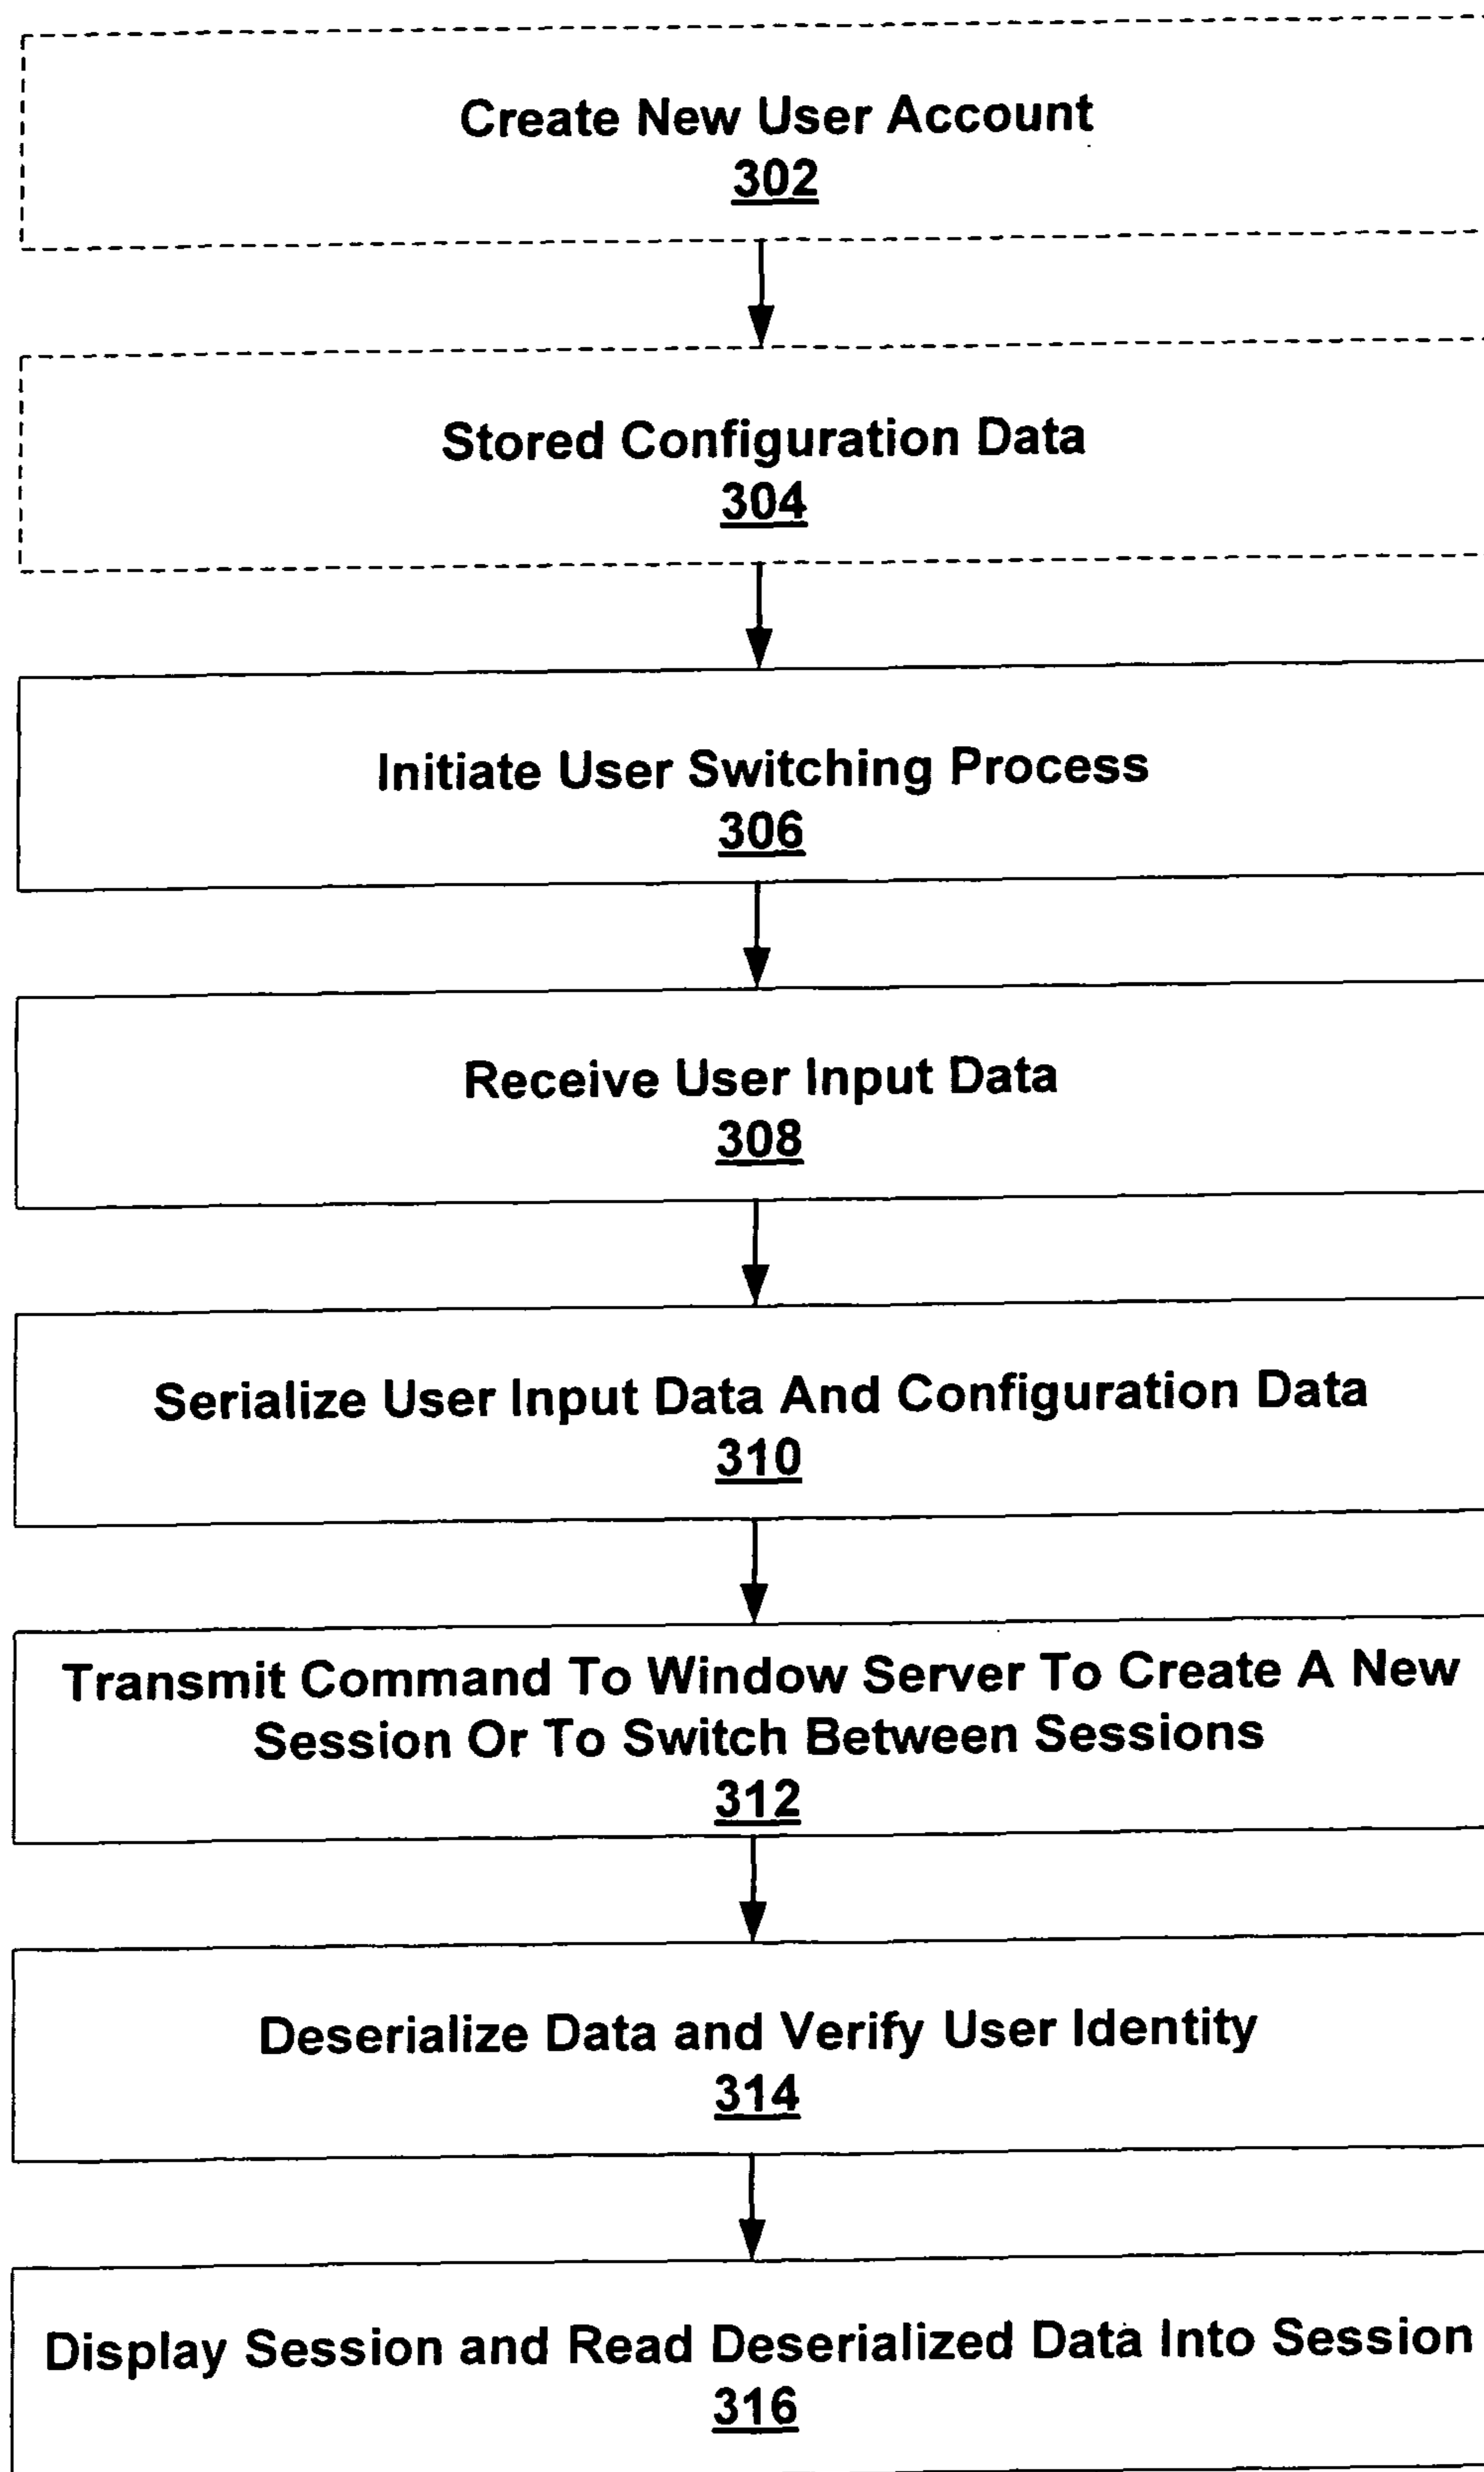 Create New User Account
302
Stored Configuration Data
304
Initiate User Switching Process
306
Receive User Input Data
308
Serialize User Input Data And Configuration Data
310
Transmit Command To Window Server To Create A New
Session Or To Switch Between Sessions
312
Deserialize Data and Verify User Identity
314
Display Session and Read Deserialized Data Into Session
316